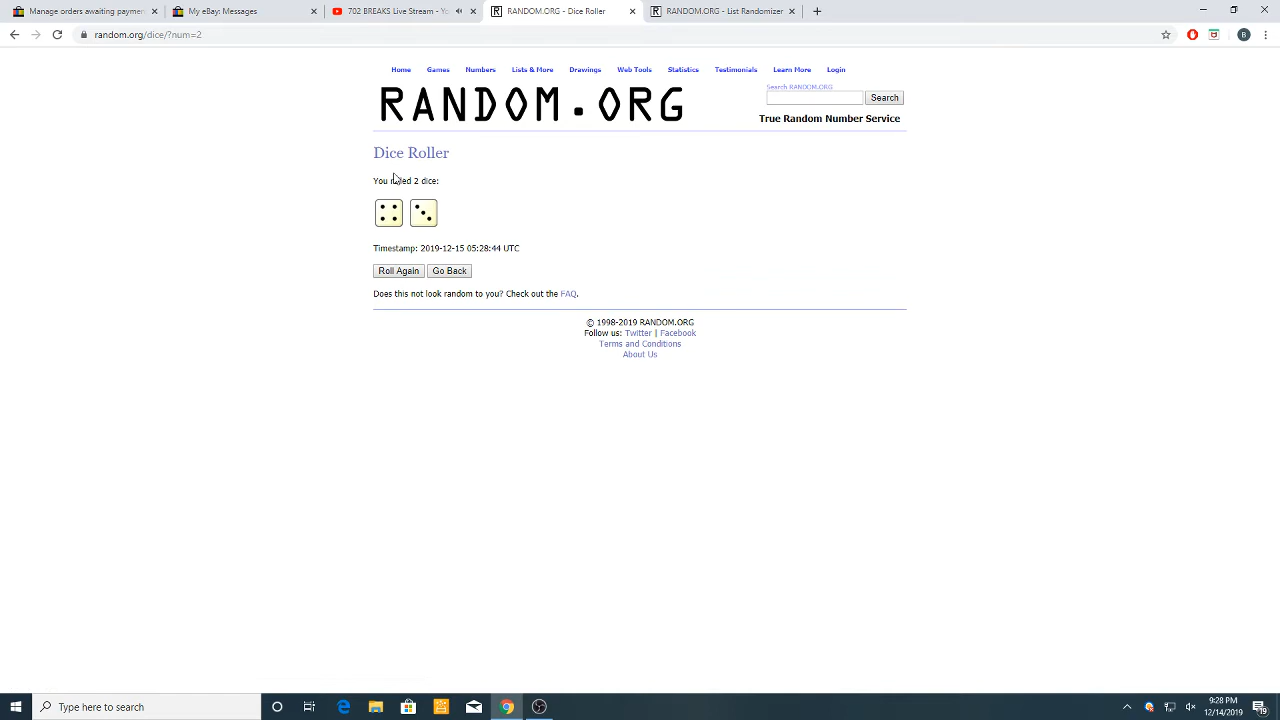 Manage orders awaiting paymen
My eBay: Messages
702 BREAKS Live Stream - Yo
RANDOM.ORG - Dice Roller
RANDOM.ORG - List Randomizer
random.org/dice/?num=2
B
Home Games Numbers Lists & More Drawings Web Tools Statistics Testimonials Learn More Login
RANDOM.ORG
Search RANDOM.ORG
Search
True Random Number Service
Dice Roller
You rolled 2 dice:
Timestamp: 2019-12-15 05:28:44 UTC
Roll Again Go Back
Does this not look random to you? Check out the FAQ.
© 1998-2019 RANDOM.ORG
Follow us: Twitter | Facebook
Terms and Conditions
About Us
Type here to search
9:28 PM
12/14/2019